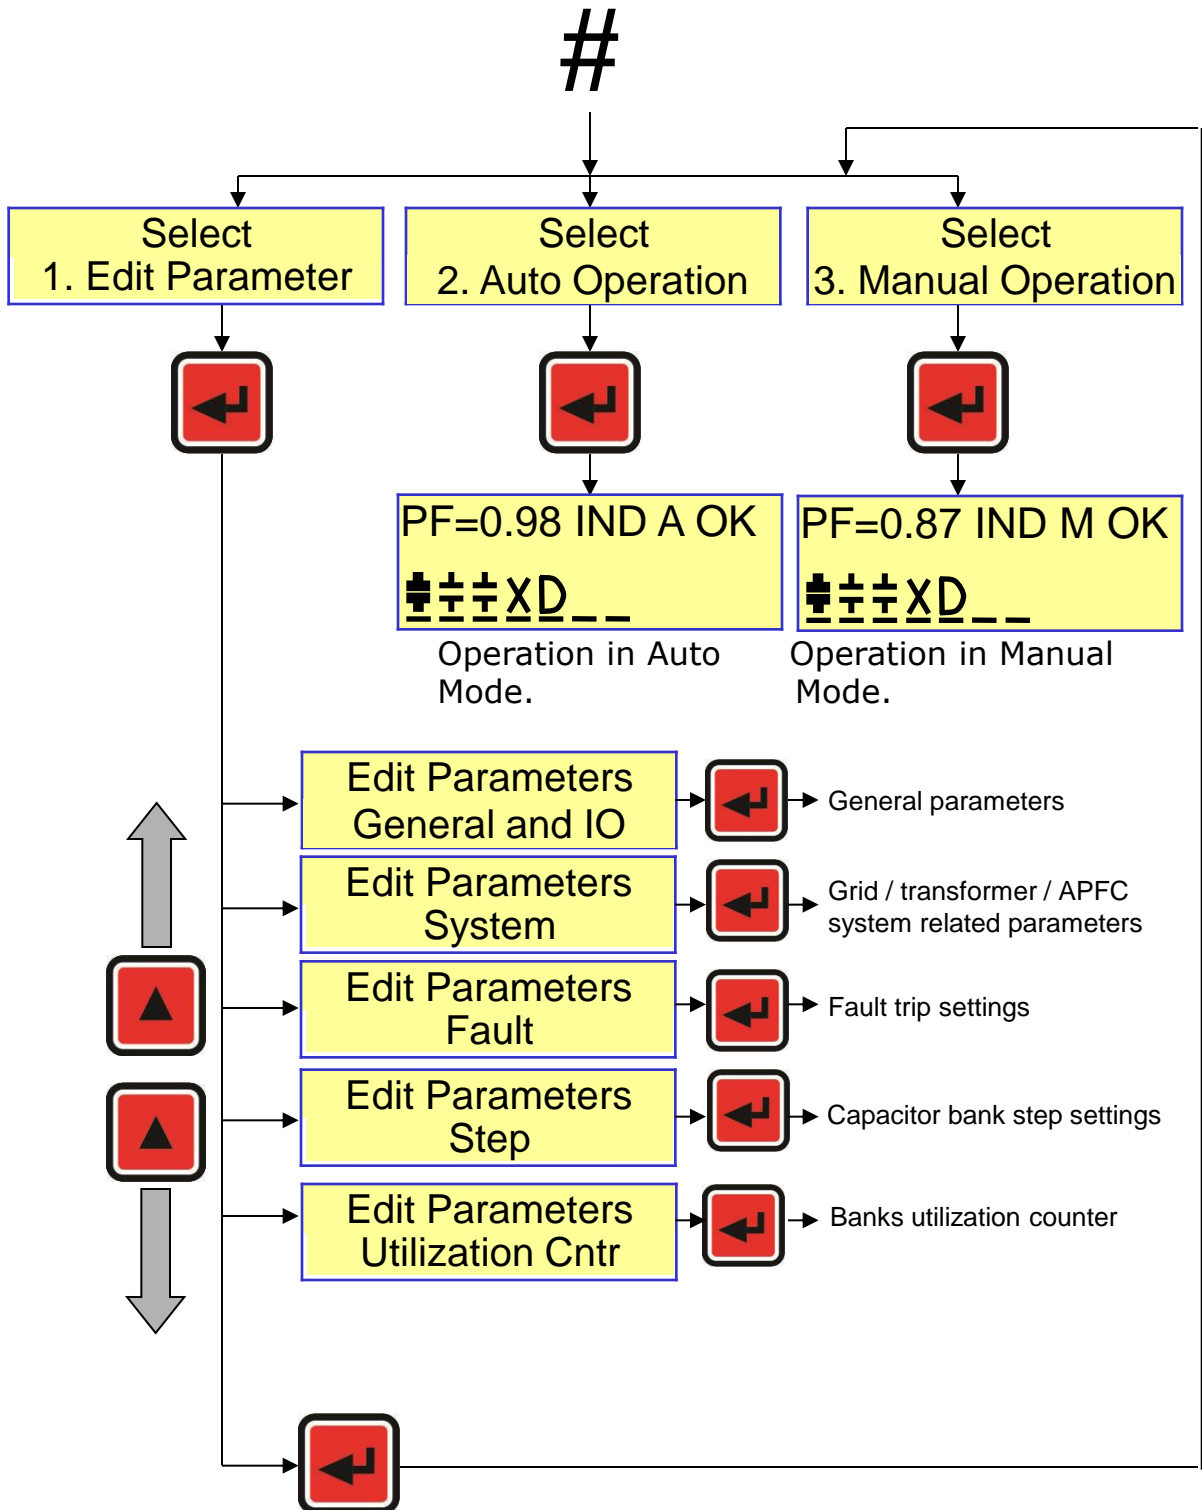 #
Select
1. Edit Parameter
Select
2. Auto Operation
Select
3. Manual Operation
PF=0.98 IND A OK
XD_ _
PF=0.87 IND M OK
XD_ _
Operation in Auto
Mode.
Operation in Manual
Mode.
Edit Parameters
General and IO
General parameters
Edit Parameters
System
Grid / transformer / APFC
system related parameters
Edit Parameters
Fault
Fault trip settings
Edit Parameters
Step
Capacitor bank step settings
Edit Parameters
Utilization Cntr
Banks utilization counter